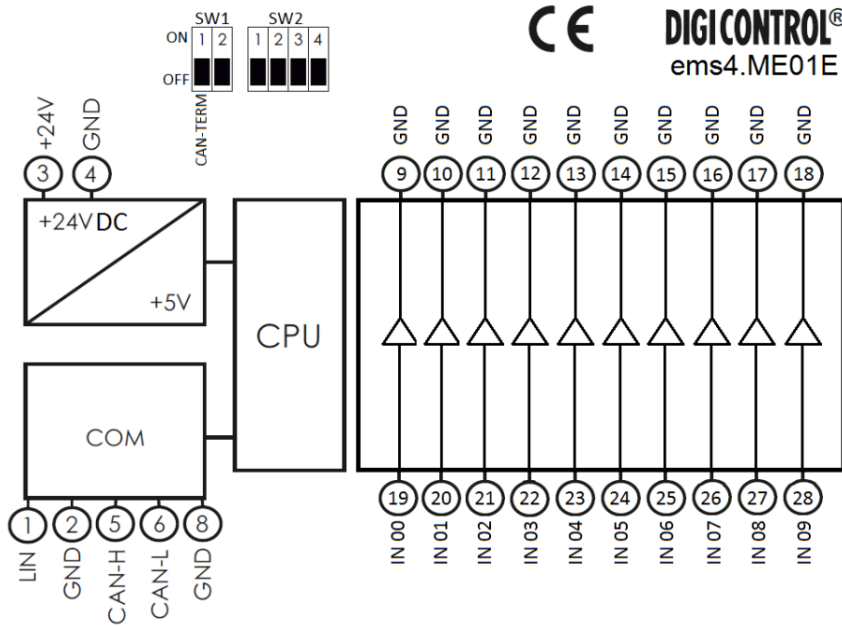 SW1 SW2
ON 1 2 1 2 3 4
OFF
CAN-TERM
CE
DIGICONTROL®
ems4.ME01E
+24V GND
3 4
GND GND GND GND GND GND GND GND GND GND
9 10 11 12 13 14 15 16 17 18
+24V DC
+5V
CPU
COM
1 2 5 6 8
LIN GND CAN-H CAN-L GND
19 20 21 22 23 24 25 26 27 28
IN 00 IN 01 IN 02 IN 03 IN 04 IN 05 IN 06 IN 07 IN 08 IN 09